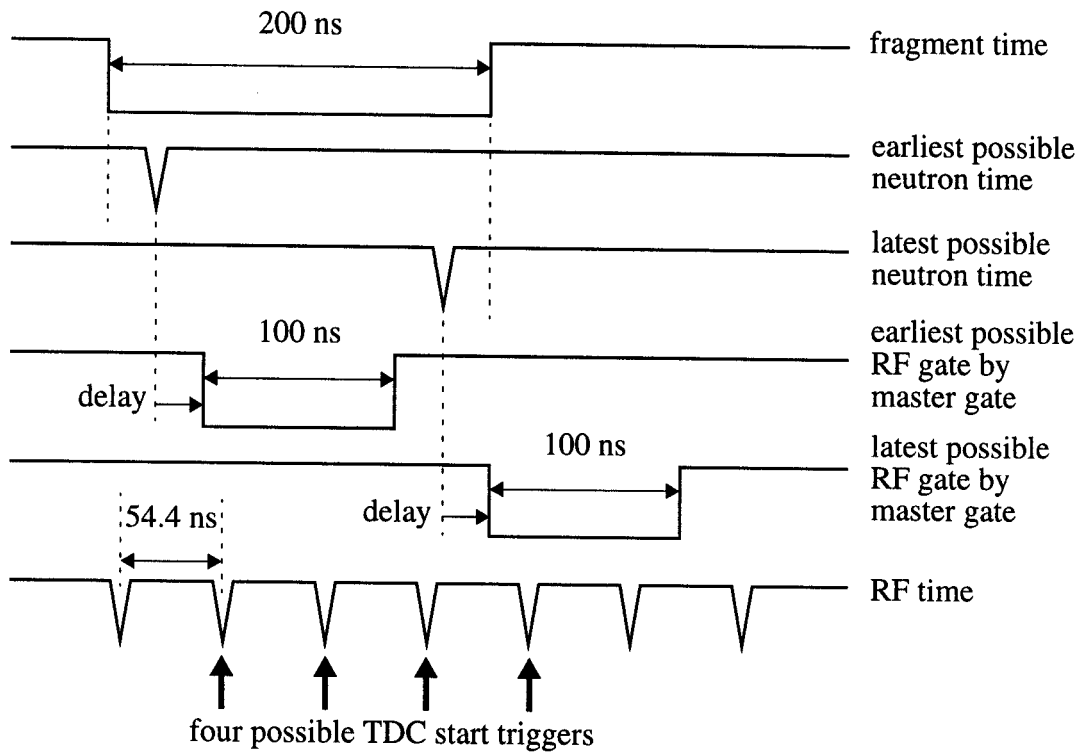 200 ns
fragment time
earliest possible
neutron time
latest possible
neutron time
100 ns
earliest possible
RF gate by
master gate
delay
100 ns
latest possible
RF gate by
master gate
delay
54.4 ns
RF time
four possible TDC start triggers